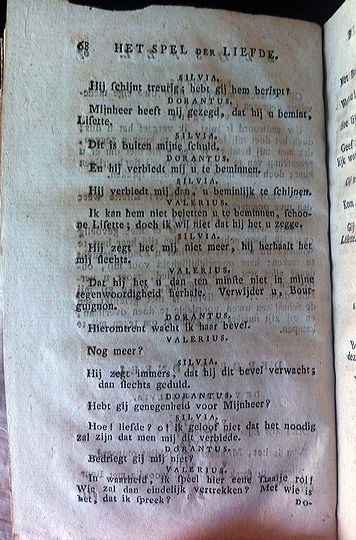 68 HET SPEL DER LIEFDE.
SILVIA.
Hij schijnt treurig; hebt gij hem berispt?
DORANTUS.
Mijnheer heeft mij gezegd, dat hij u bemint,
Lisette.
SILVIA.
Dit is buiten mijne schuld.
DORANTUS.
En hij verbiedt mij u te beminnen.
SILVIA.
Hij verbiedt mij dan, u beminlijk te schijnen.
VALERIUS.
Ik kan hem niet beletten u te beminnen, schoo-
ne Lisette; doch ik wil niet dat hij het u zegge.
SILVIA.
Hij zegt het mij niet meer, hij herhaalt het
mij slechts.
VALERIUS.
Dat hij het u dan ten minste niet in mijne
tegenwoordigheid herhale. Verwijder u, Bour-
guignon.
DORANTUS.
Hieromtrent wacht ik haar bevel.
VALERIUS.
Nog meer?
SILVIA.
Hij zegt immers, dat hij dit bevel verwacht;
dan slechts geduld.
DORANTUS.
Hebt gij genegenheid voor Mijnheer?
SILVIA.
Hoe! liefde? o! ik geloof niet dat het noodig
zal zijn dat men mij dit verbiede.
DORANTUS.
Bedriegt gij mij niet?
VALERIUS.
In waarheid, ik speel hier eene fraaije rol!
Wie zal dan eindelijk vertrekken? Met wie is
het, dat ik spreek?
DO-